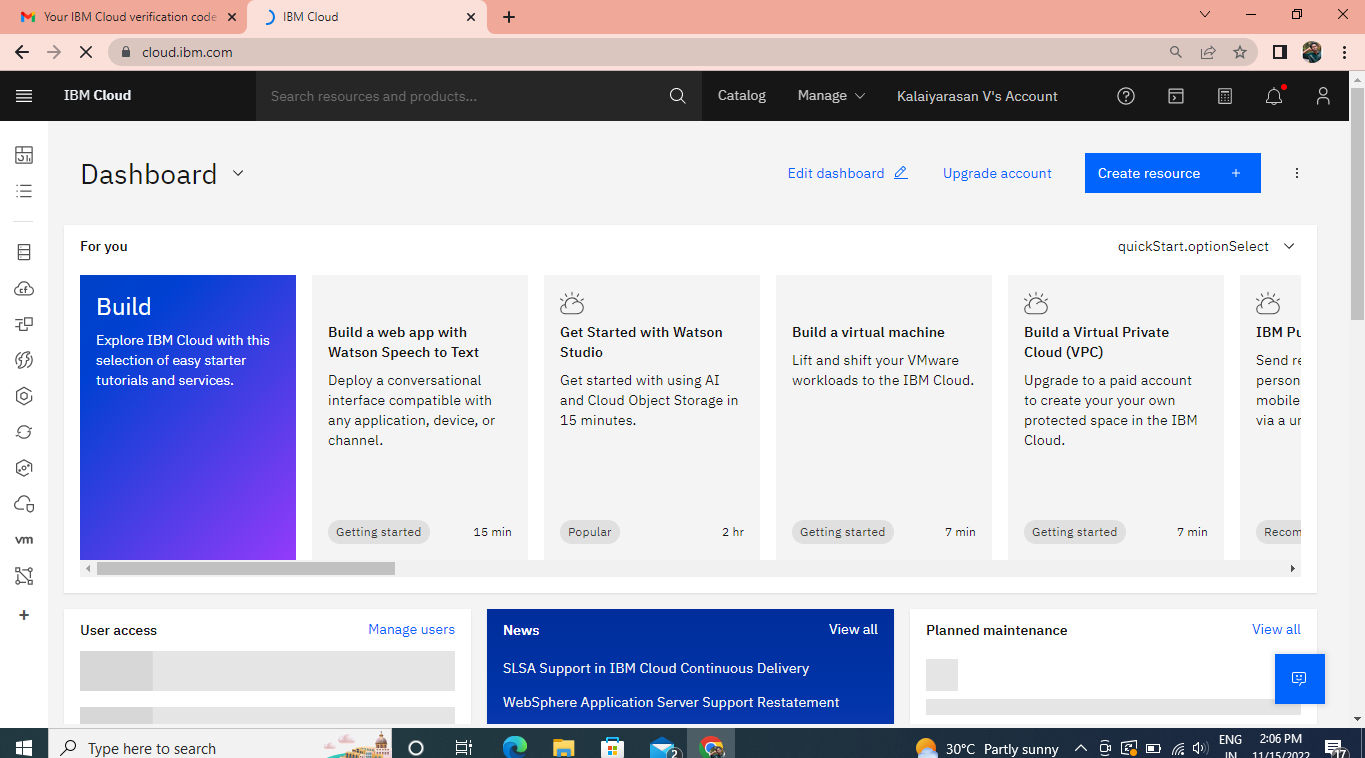 Your IBM Cloud verification code
IBM Cloud
cloud.ibm.com
IBM Cloud
Search resources and products...
Catalog
Manage
Kalaiyarasan V's Account
Dashboard
Edit dashboard
Upgrade account
Create resource +
For you
quickStart.optionSelect
Build
Explore IBM Cloud with this
selection of easy starter
tutorials and services.
Build a web app with
Watson Speech to Text
Deploy a conversational
interface compatible with
any application, device, or
channel.
Getting started
15 min
Get Started with Watson
Studio
Get started with using AI
and Cloud Object Storage in
15 minutes.
Popular
2 hr
Build a virtual machine
Lift and shift your VMware
workloads to the IBM Cloud.
Getting started
7 min
Build a Virtual Private
Cloud (VPC)
Upgrade to a paid account
to create your your own
protected space in the IBM
Cloud.
Getting started
7 min
IBM Pu
Send re
person
mobile
via a
Recom
cf
vm
User access
Manage users
News
View all
SLSA Support in IBM Cloud Continuous Delivery
WebSphere Application Server Support Restatement
Planned maintenance
View all
Type here to search
2
30°C Partly sunny
ENG
IN
2:06 PM
11/15/2022
17